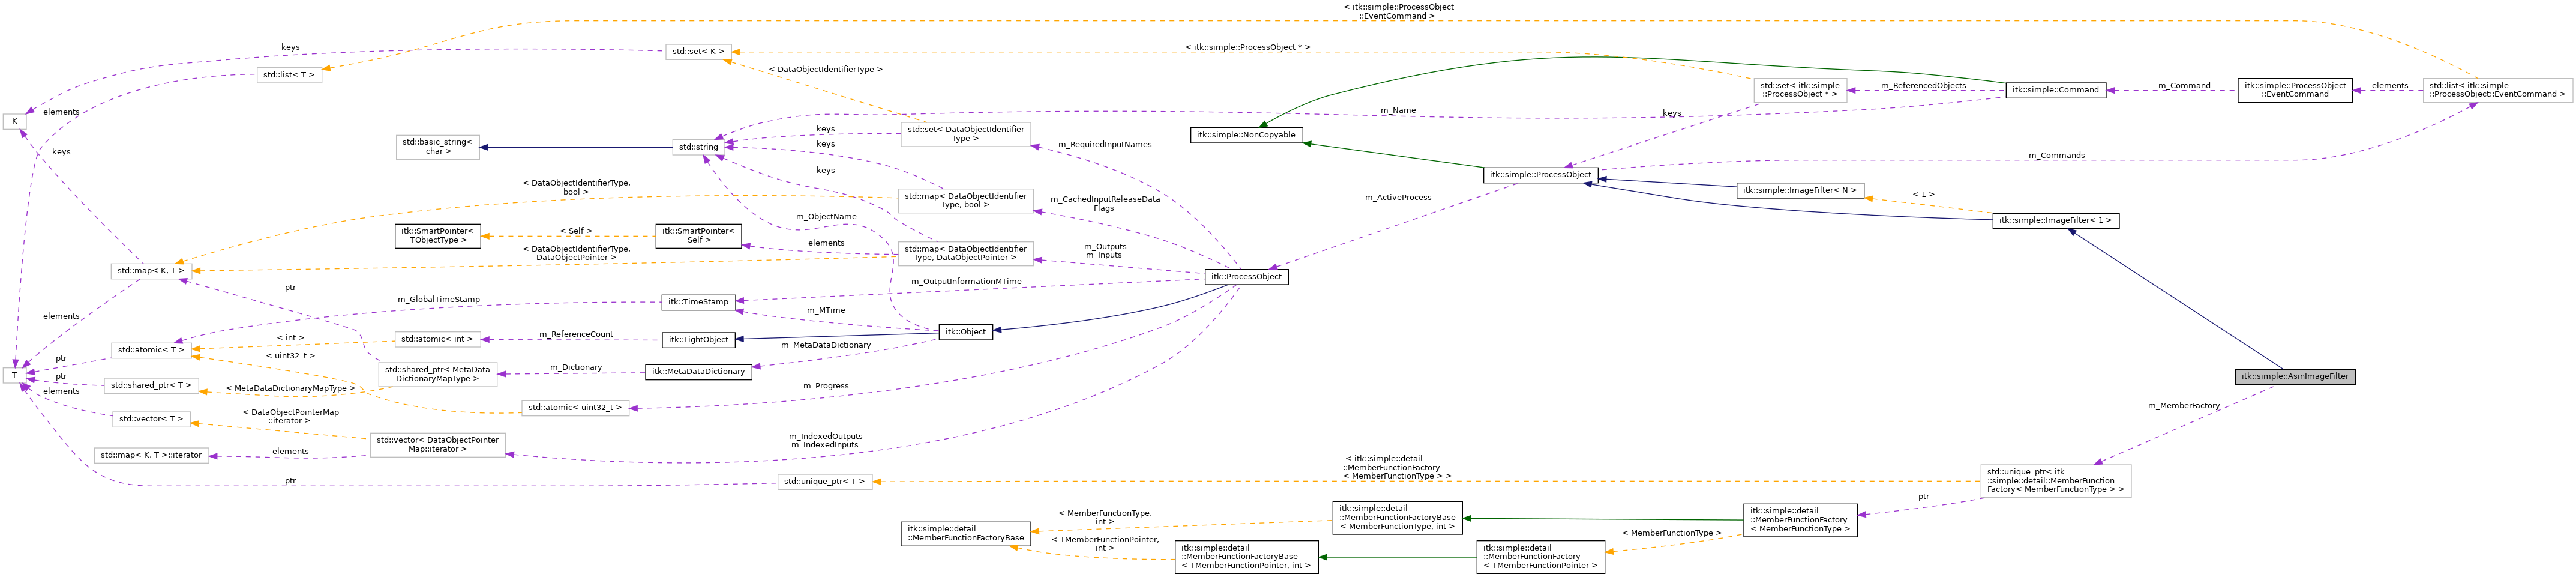 < itk::simple::ProcessObject
::EventCommand >
keys
std::set< K >
< itk::simple::ProcessObject * >
std::list< T >
< DataObjectIdentifierType >
std::set< itk::simple
::ProcessObject * >
m_ReferencedObjects
itk::simple::Command
m_Command
itk::simple::ProcessObject
::EventCommand
elements
std::list< itk::simple
::ProcessObject::EventCommand >
elements
K
m_Name
keys
keys
std::set< DataObjectIdentifier
Type >
itk::simple::NonCopyable
std::basic_string<
char >
std::string
keys
m_RequiredInputNames
keys
m_Commands
keys
itk::simple::ProcessObject
< DataObjectIdentifierType,
bool >
std::map< DataObjectIdentifier
Type, bool >
m_CachedInputReleaseData
Flags
m_ActiveProcess
itk::simple::ImageFilter< N >
< 1 >
m_ObjectName
itk::simple::ImageFilter< 1 >
itk::SmartPointer<
TObjectType >
< Self >
itk::SmartPointer<
Self >
elements
< DataObjectIdentifierType,
DataObjectPointer >
std::map< DataObjectIdentifier
Type, DataObjectPointer >
m_Outputs
m_Inputs
std::map< K, T >
itk::ProcessObject
ptr
m_OutputInformationMTime
m_GlobalTimeStamp
itk::TimeStamp
m_MTime
elements
< int >
std::atomic< int >
m_ReferenceCount
itk::LightObject
itk::Object
std::atomic< T >
< uint32_t >
m_MetaDataDictionary
ptr
T
ptr
std::shared_ptr< T >
std::shared_ptr< MetaData
DictionaryMapType >
m_Dictionary
itk::MetaDataDictionary
itk::simple::AsinImageFilter
elements
< MetaDataDictionaryMapType >
m_Progress
std::atomic< uint32_t >
m_MemberFactory
std::vector< T >
< DataObjectPointerMap
::iterator >
std::vector< DataObjectPointer
Map::iterator >
m_IndexedOutputs
m_IndexedInputs
std::map< K, T >::iterator
elements
< itk::simple::detail
::MemberFunctionFactory
< MemberFunctionType > >
std::unique_ptr< itk
::simple::detail::MemberFunction
Factory< MemberFunctionType > >
ptr
std::unique_ptr< T >
ptr
< MemberFunctionType,
int >
itk::simple::detail
::MemberFunctionFactoryBase
< MemberFunctionType, int >
itk::simple::detail
::MemberFunctionFactory
< MemberFunctionType >
itk::simple::detail
::MemberFunctionFactoryBase
< TMemberFunctionPointer,
int >
itk::simple::detail
::MemberFunctionFactoryBase
< TMemberFunctionPointer, int >
itk::simple::detail
::MemberFunctionFactory
< TMemberFunctionPointer >
< MemberFunctionType >